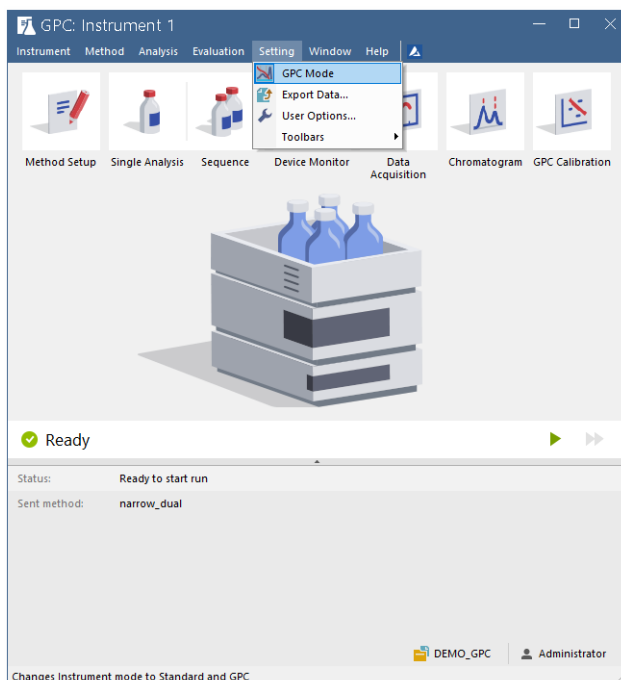 GPC: Instrument 1
Instrument Method Analysis Evaluation Setting Window Help
GPC Mode
Export Data...
User Options...
Toolbars
Method Setup Single Analysis Sequence Device Monitor Data Acquisition Chromatogram GPC Calibration
Ready
Status: Ready to start run
Sent method: narrow_dual
DEMO_GPC Administrator
Changes Instrument mode to Standard and GPC